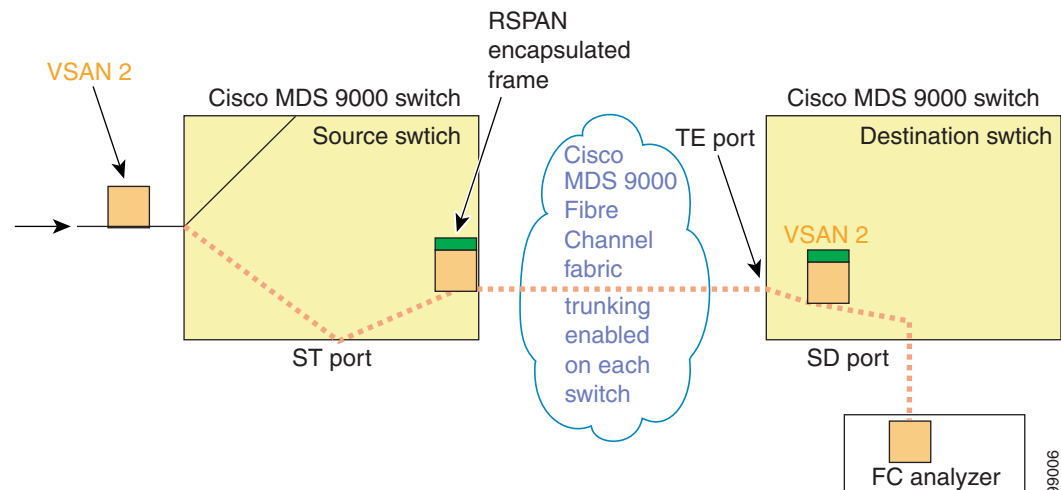 RSPAN
encapsulated
frame
VSAN 2
Cisco MDS 9000 switch
Source swtich
ST port
Cisco
MDS 9000
Fibre
Channel
fabric
trunking
enabled
on each
switch
TE port
Cisco MDS 9000 switch
Destination swtich
VSAN 2
SD port
FC analyzer
99006